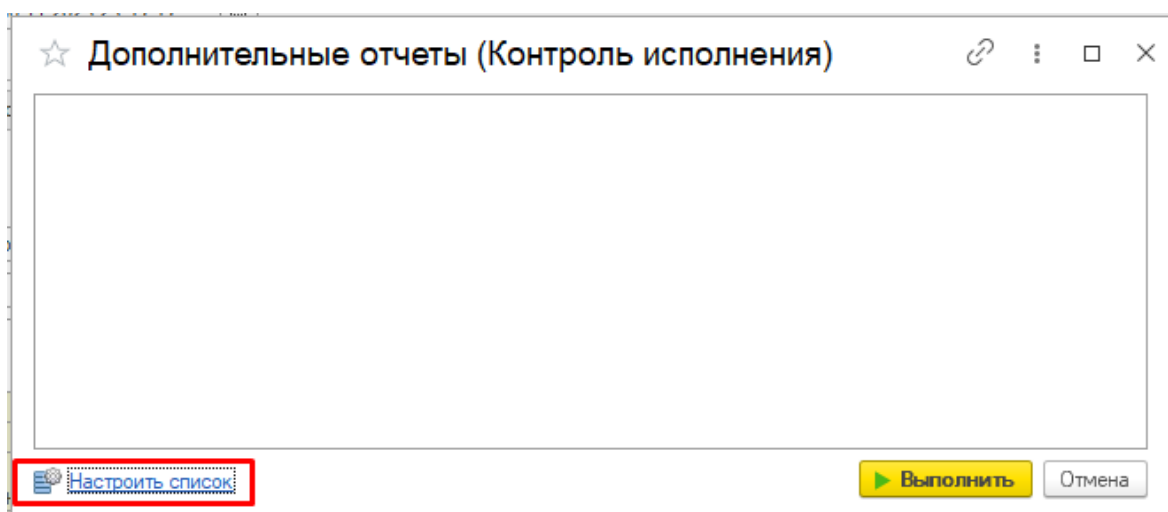 Дополнительные отчеты (Контроль исполнения)
Настроить список
Выполнить
Отмена